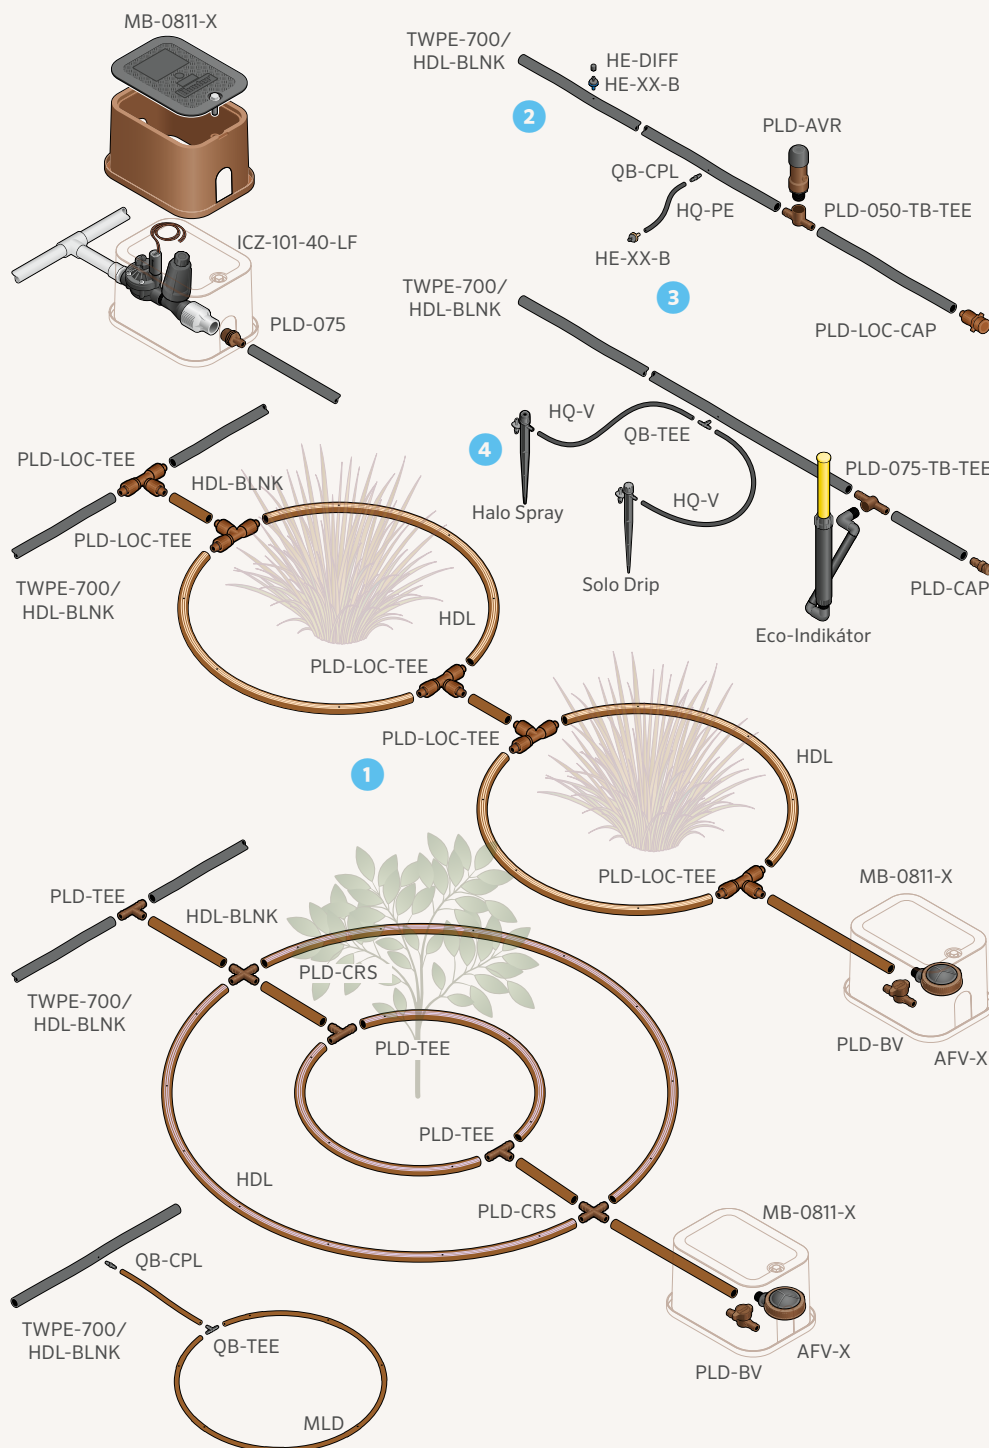 MB-0811-X
TWPE-700/
HDL-BLNK
HE-DIFF
HE-XX-B
2
PLD-AVR
QB-CPL
HQ-PE
PLD-050-TB-TEE
HE-XX-B
ICZ-101-40-LF
PLD-075
3
TWPE-700/
HDL-BLNK
PLD-LOC-CAP
HQ-V
QB-TEE
4
PLD-LOC-TEE
HDL-BLNK
PLD-075-TB-TEE
HQ-V
Halo Spray
PLD-LOC-TEE
Solo Drip
TWPE-700/
HDL-BLNK
PLD-CAP
HDL
Eco-Indikátor
PLD-LOC-TEE
PLD-LOC-TEE
HDL
1
PLD-LOC-TEE
MB-0811-X
PLD-TEE
HDL-BLNK
PLD-CRS
TWPE-700/
HDL-BLNK
PLD-TEE
PLD-BV
AFV-X
PLD-TEE
HDL
PLD-CRS
MB-0811-X
QB-CPL
TWPE-700/
HDL-BLNK
QB-TEE
AFV-X
PLD-BV
MLD